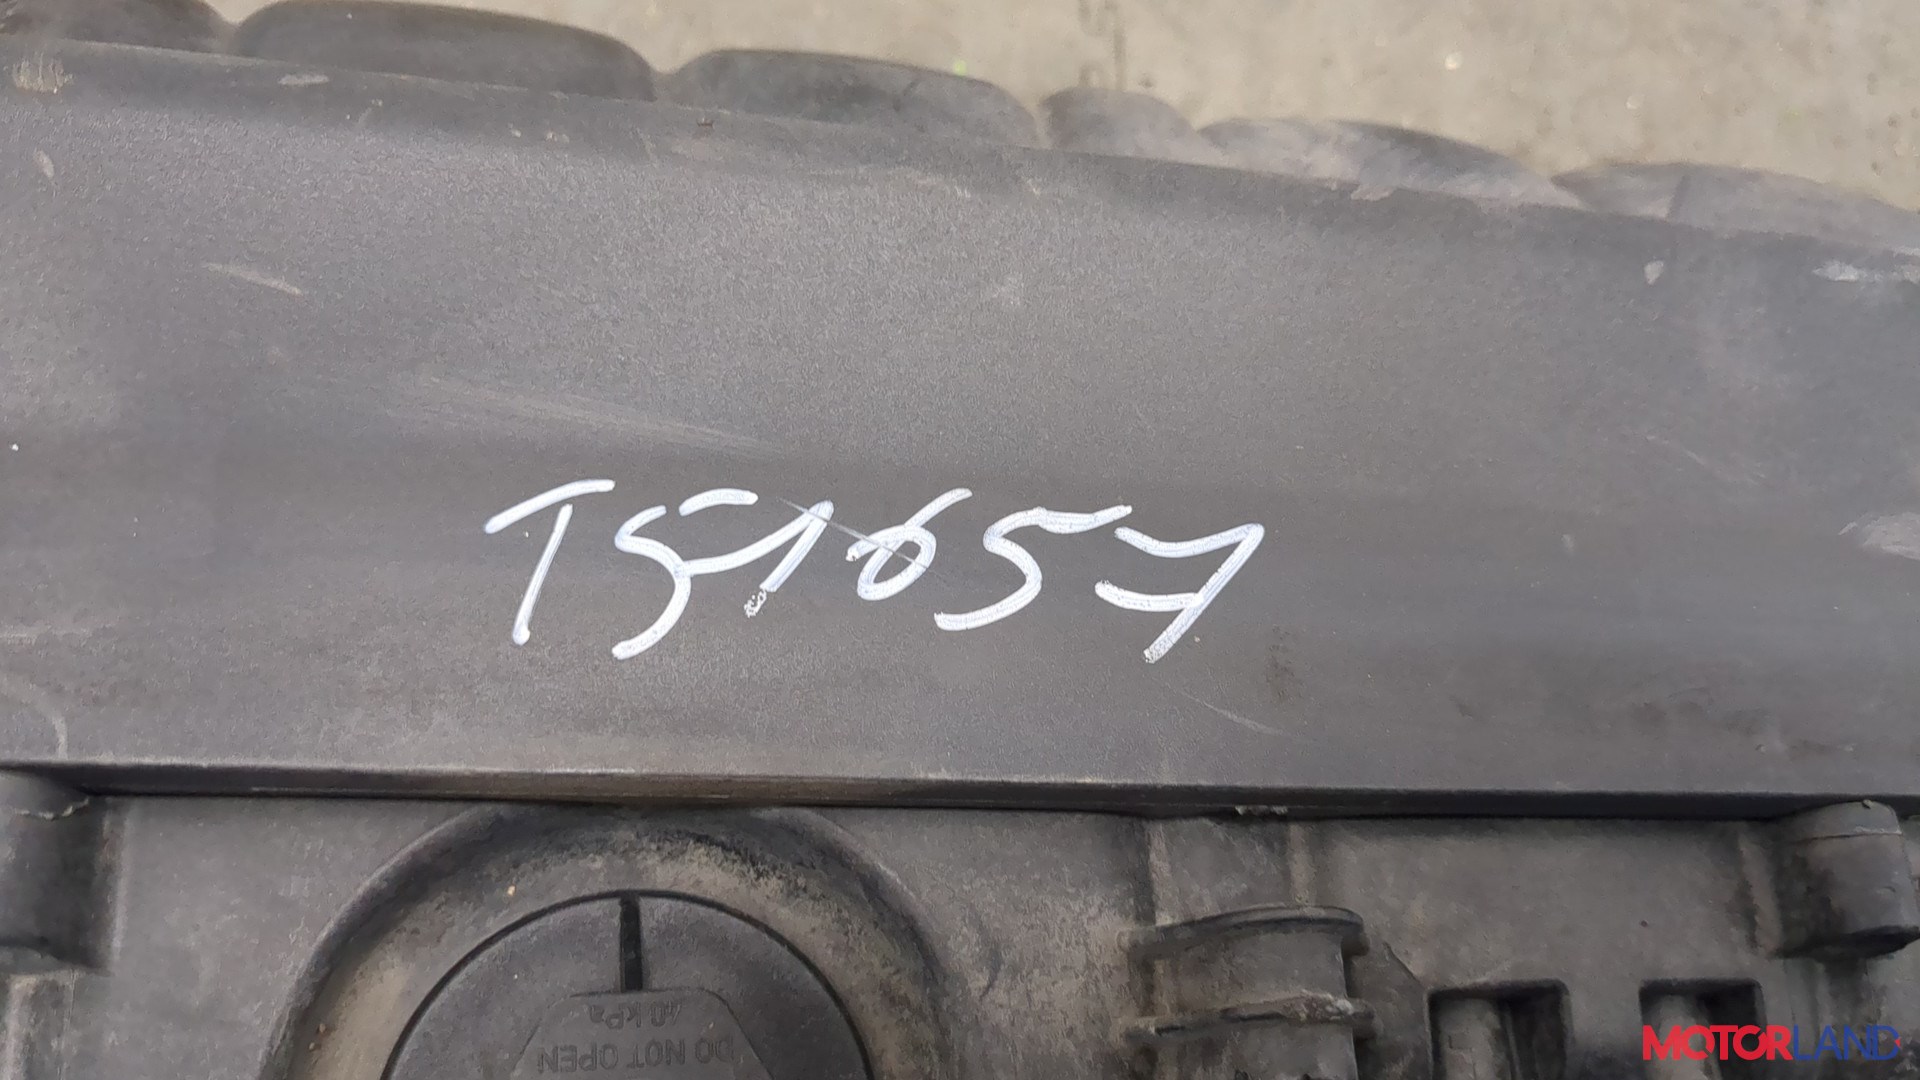 TS1657
40 kPa
DO NOT OPEN
MOTORLAND